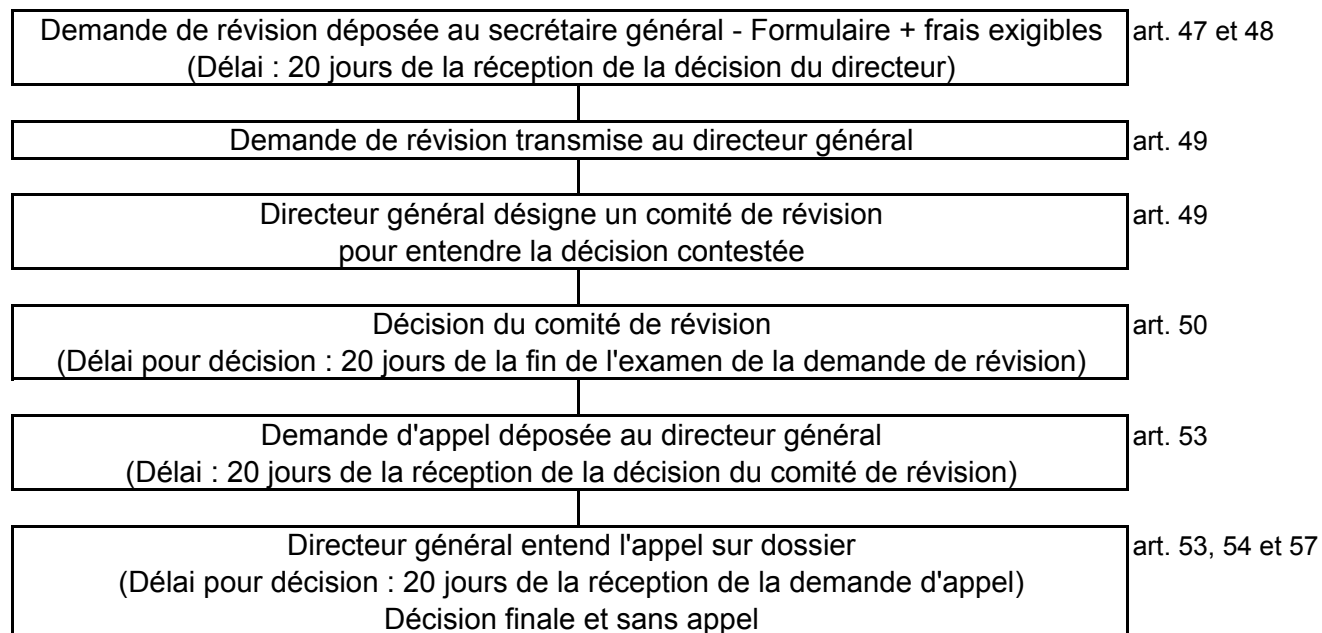 Demande de révision déposée au secrétaire général - Formulaire + frais exigibles art. 47 et 48
(Délai : 20 jours de la réception de la décision du directeur)
Demande de révision transmise au directeur général art. 49
Directeur général désigne un comité de révision art. 49
pour entendre la décision contestée
Décision du comité de révision art. 50
(Délai pour décision : 20 jours de la fin de l'examen de la demande de révision)
Demande d'appel déposée au directeur général art. 53
(Délai : 20 jours de la réception de la décision du comité de révision)
Directeur général entend l'appel sur dossier art. 53, 54 et 57
(Délai pour décision : 20 jours de la réception de la demande d'appel)
Décision finale et sans appel